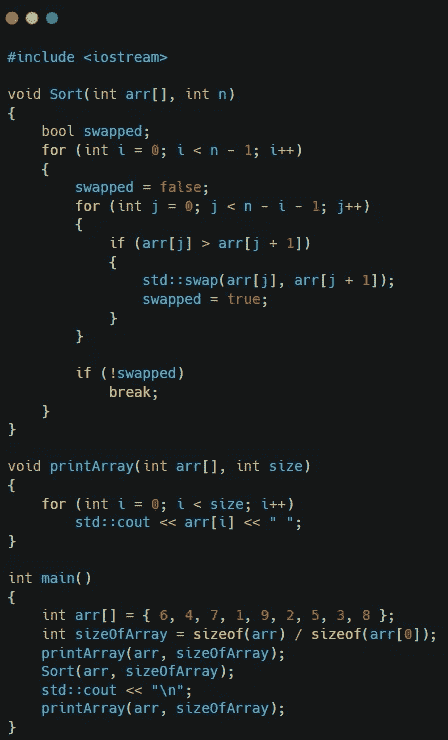 #include <iostream>

void Sort(int arr[], int n)
{
    bool swapped;
    for (int i = 0; i < n - 1; i++)
    {
        swapped = false;
        for (int j = 0; j < n - i - 1; j++)
        {
            if (arr[j] > arr[j + 1])
            {
                std::swap(arr[j], arr[j + 1]);
                swapped = true;
            }
        }

        if (!swapped)
            break;
    }
}

void printArray(int arr[], int size)
{
    for (int i = 0; i < size; i++)
        std::cout << arr[i] << " ";
}

int main()
{
    int arr[] = { 6, 4, 7, 1, 9, 2, 5, 3, 8 };
    int sizeOfArray = sizeof(arr) / sizeof(arr[0]);
    printArray(arr, sizeOfArray);
    Sort(arr, sizeOfArray);
    std::cout << "\n";
    printArray(arr, sizeOfArray);
}